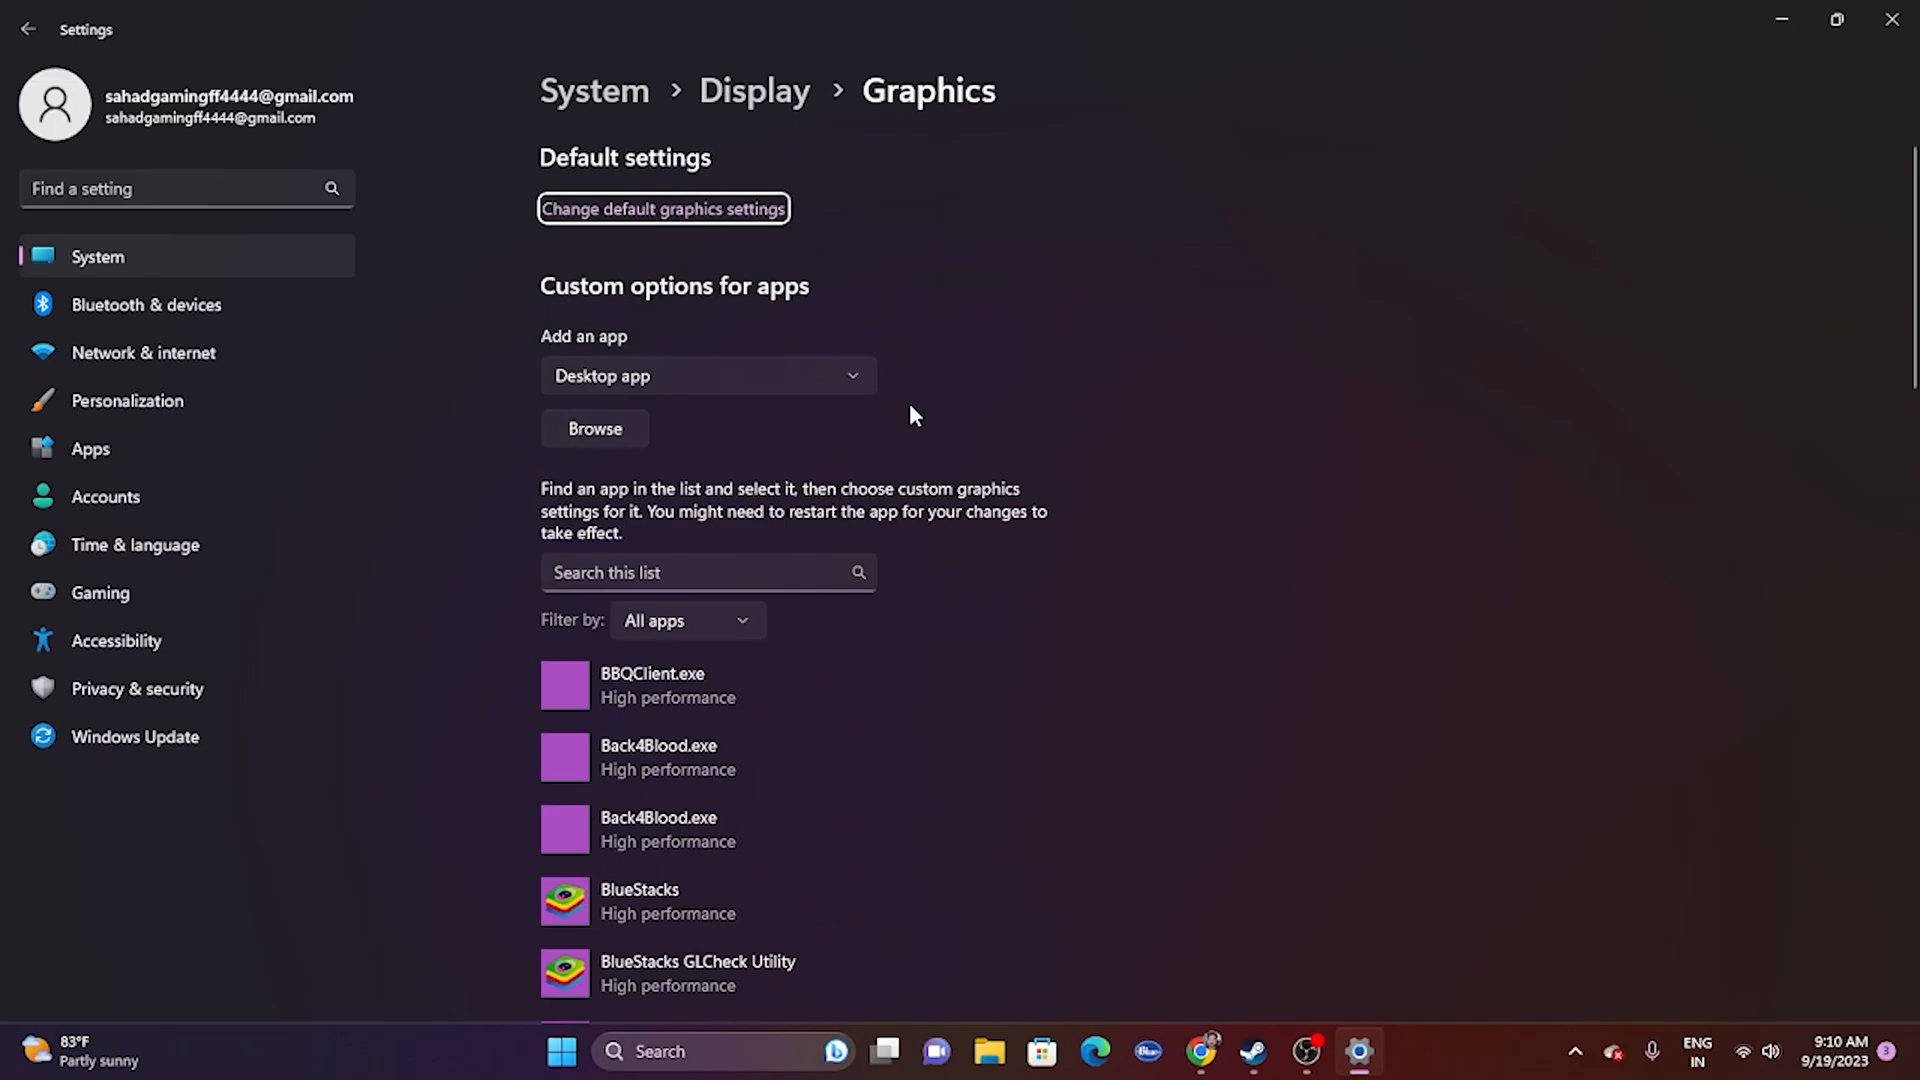 Settings
sahadgamingff4444@gmail.com
sahadgamingff4444@gmail.com
Find a setting
System
Bluetooth & devices
Network & internet
Personalization
Apps
Accounts
Time & language
Gaming
Accessibility
Privacy & security
Windows Update
System > Display > Graphics
Default settings
Change default graphics settings
Custom options for apps
Add an app
Desktop app
Browse
Find an app in the list and select it, then choose custom graphics
settings for it. You might need to restart the app for your changes to
take effect.
Search this list
Filter by: All apps
BBQClient.exe
High performance
Back4Blood.exe
High performance
Back4Blood.exe
High performance
BlueStacks
High performance
BlueStacks GLCheck Utility
High performance
83°F
Partly sunny
Search
ENG
IN
9:10 AM
9/19/2023
3